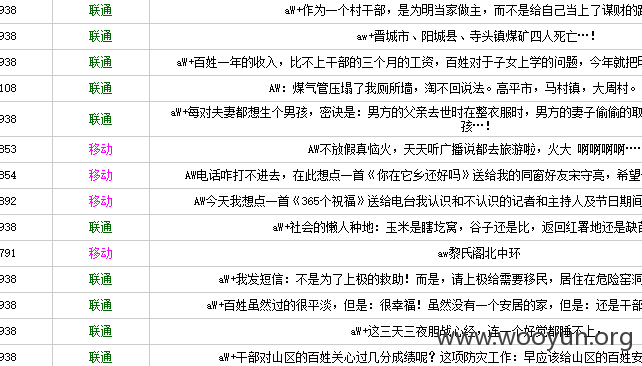 938 联通 aW+作为一个村干部，是为明当家做主，而不是给自己当上了谋财的
938 联通 aw+晋城市、阳城县、寺头镇煤矿四人死亡…！
938 联通 aW+百姓一年的收入，比不上干部的三个月的工资，百姓对于子女上学的问题，今年就把
108 联通 AW：煤气管压塌了我厕所墙，淘不回说法。高平市，马村镇，大周村。
938 联通 aW+每对夫妻都想生个男孩，密诀是：男方的父亲去时在整衣服时，男方的妻子偷偷的
孩…！
853 移动 AW不放假真恼火，天天听广播说都去旅游啦，火大 啊啊啊啊…
854 移动 AW电话咋打不进去，在此想点一首《你在它乡还好吗》送给我的同窗好友宋守亮，希望
892 移动 AW今天我想点一首《365个祝福》送给电台我认识和不认识的记者和主持人及节日期间
938 联通 aW+社会的懒人种地：玉米是瞎圪窝，谷子还是比，返回红薯地还是缺
791 移动 aw黎氏阁北中环
938 联通 aW+我发短信：不是为了上极的救助！而是，请上极给需要移民，居住在危险窑洞
938 联通 aW+百姓虽然过的很平淡，但是：很幸福！虽然没有一个安居的家，但是：还是干部
938 联通 aW+这三天三夜胆战心经，连一个好觉都睡不上
www.wooyun.org
938 联通 aW+干部对山区的百姓关心过几分成绩呢？这项防灾工作：早应该给山区的百姓安